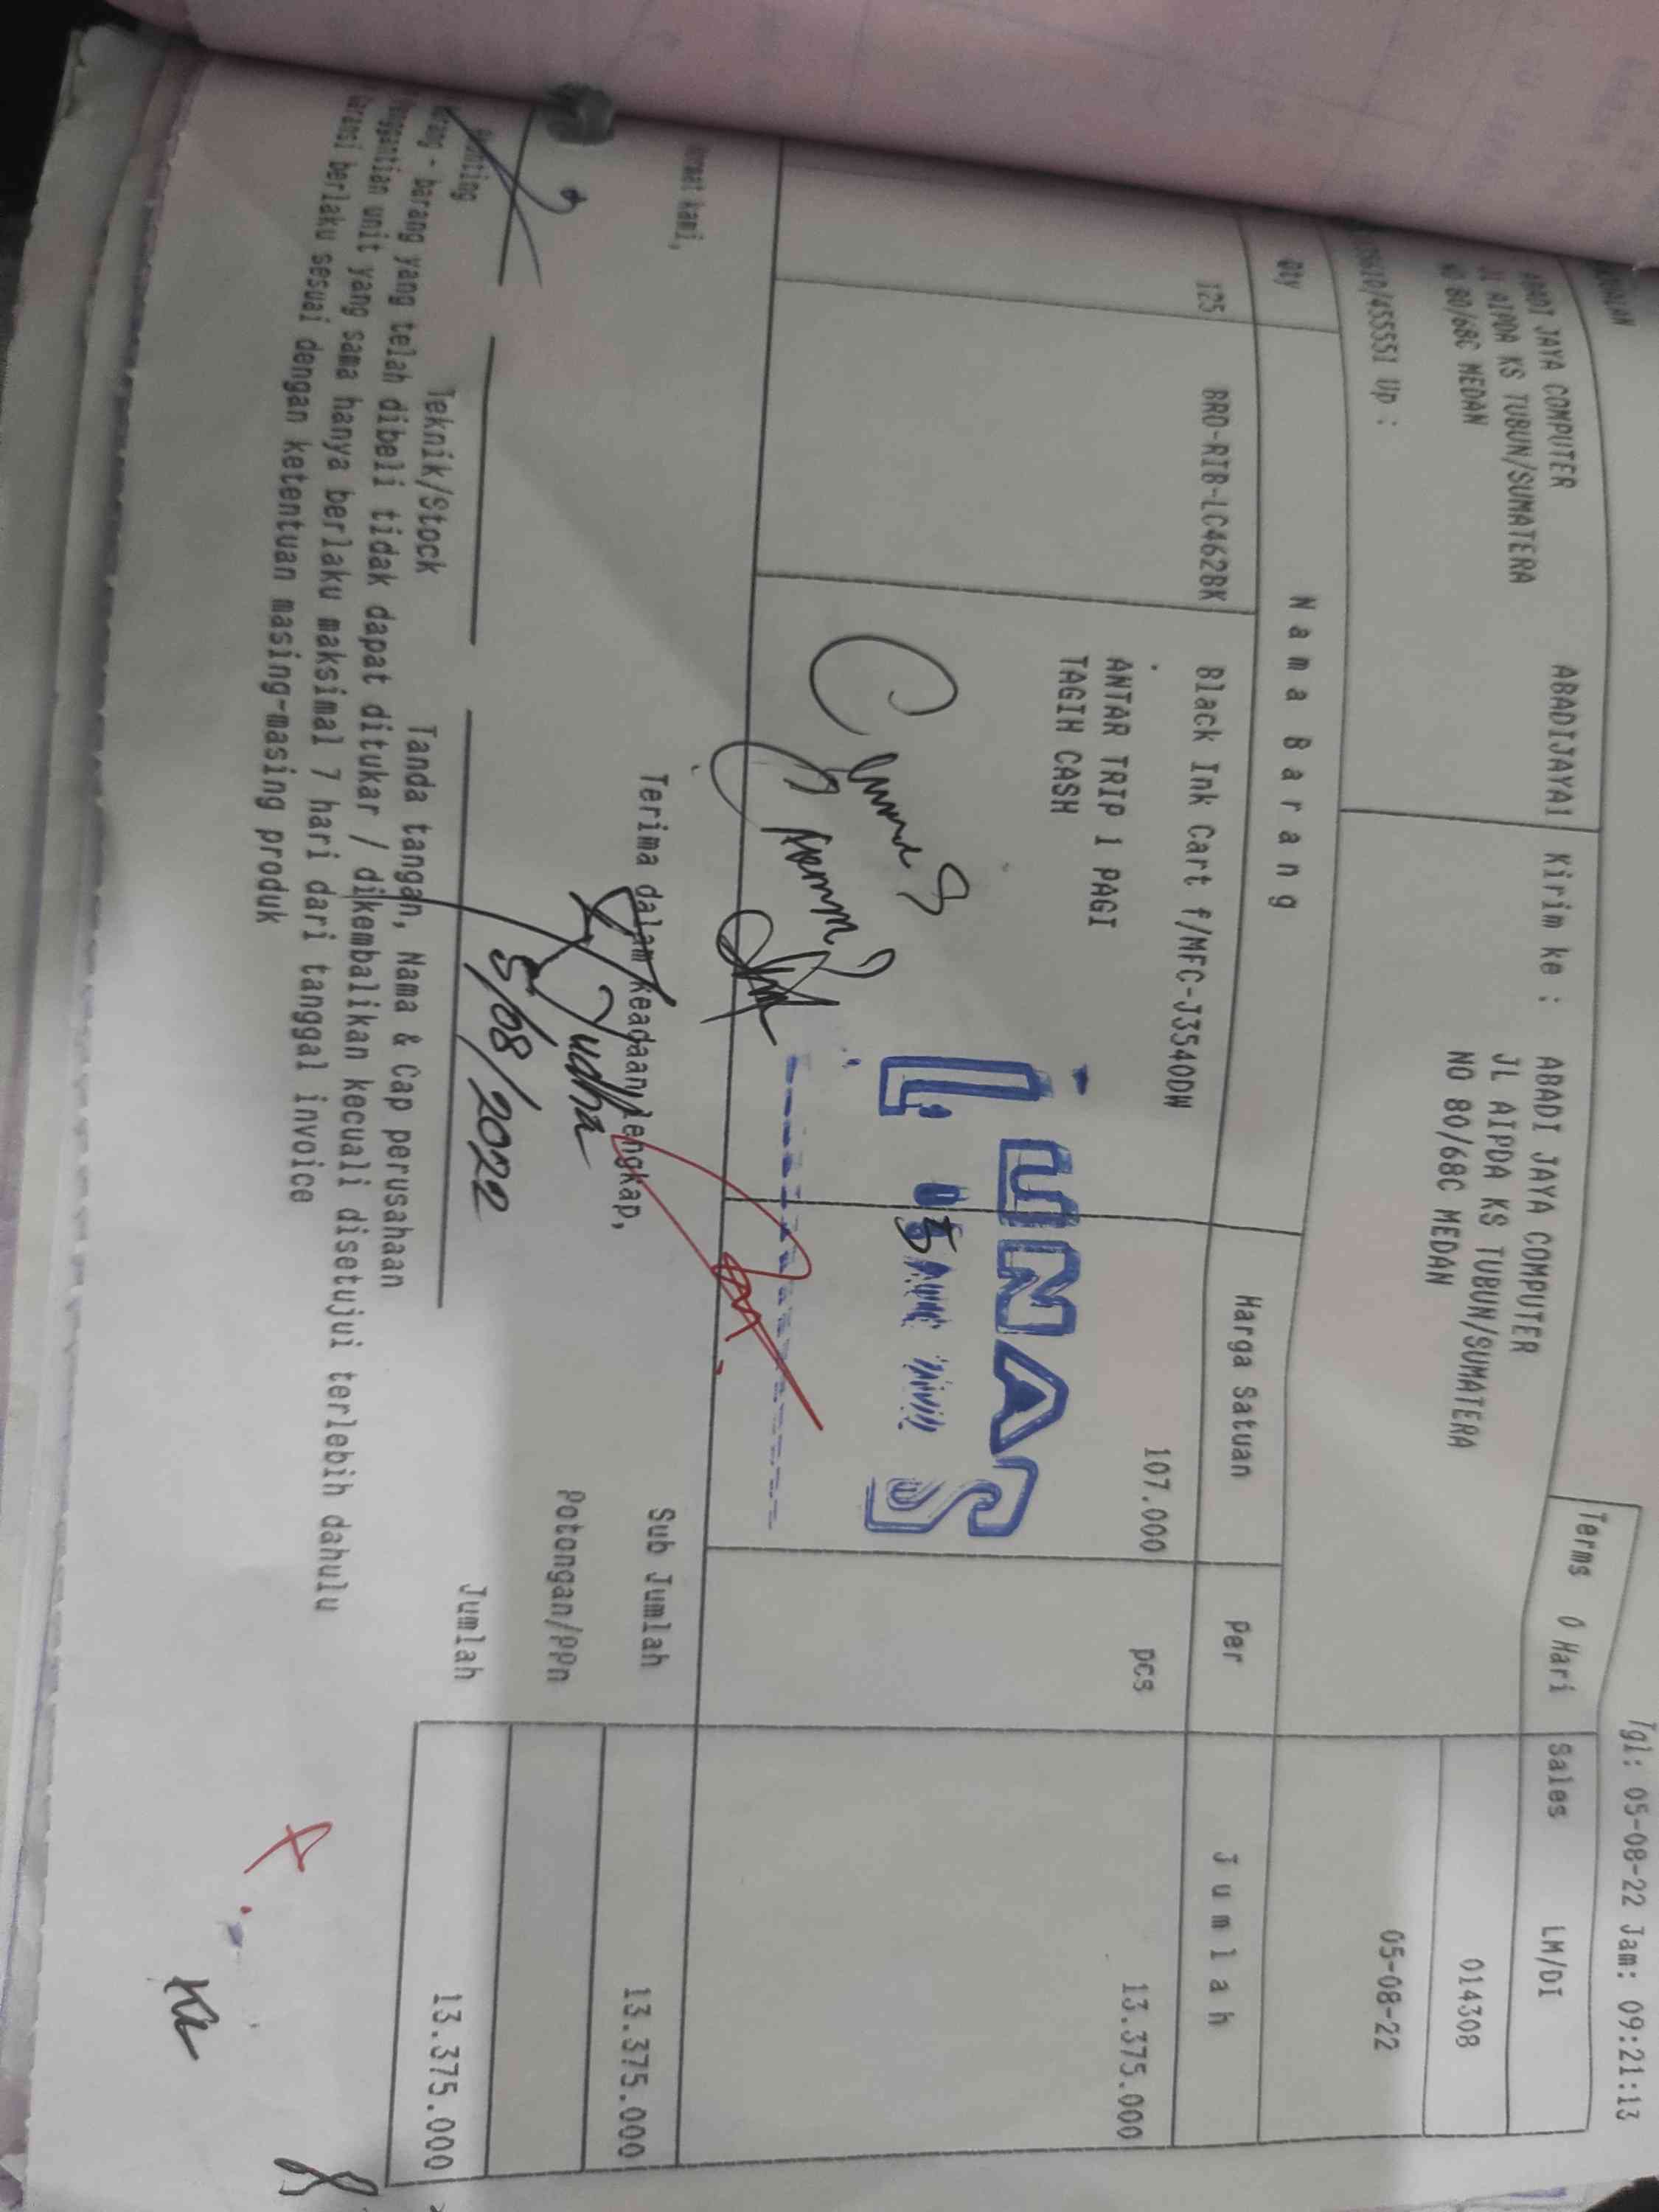 Tgl: 05-08-22 Jam: 09:21:13
JAYA COMPUTER ABADIJAYA1 Kirim ke : ABADI JAYA COMPUTER Terms 0 Hari Sales LM/DI
AIPDA KS TUBUN/SUMATERA JL AIPDA KS TUBUN/SUMATERA 014308
80/68C MEDAN NO 80/68C MEDAN
/455551 Up : 05-08-22
Qty Nama Barang Harga Satuan Per Jumlah
125 BRO-RIB-LC462BK Black Ink Cart f/MFC-J3540DW 107.000 pcs 13.375.000
ANTAR TRIP 1 PAGI
TAGIH CASH
LUNAS
05 AUG
kami, Terima dalam keadaan lengkap, Sub Jumlah 13.375.000
Yudha Potongan/PPn
5/08/2022
Teknik/Stock Tanda tangan, Nama & Cap perusahaan Jumlah 13.375.000
- barang yang telah dibeli tidak dapat ditukar / dikembalikan kecuali disetujui terlebih dahulu
unit yang sama hanya berlaku maksimal 7 hari dari tanggal invoice
berlaku sesuai dengan ketentuan masing-masing produk